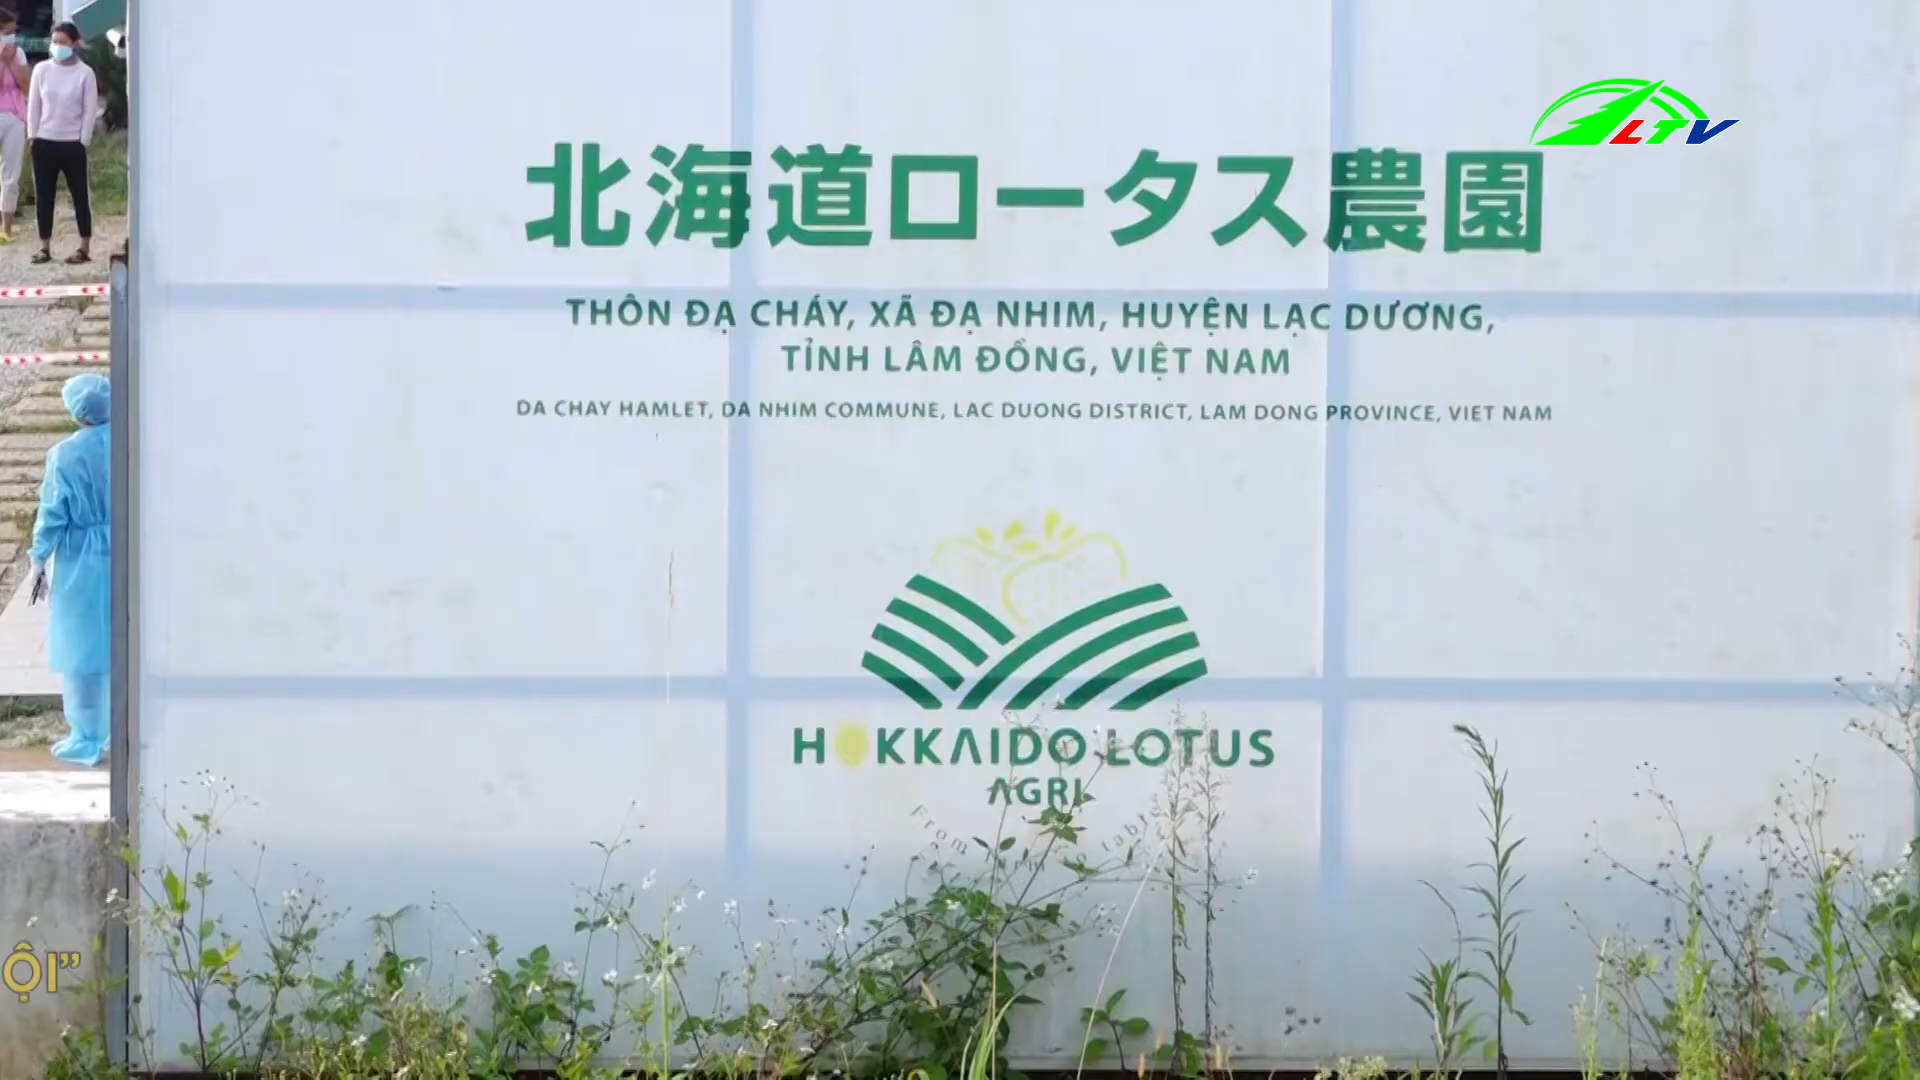 LTV
北海道ロータス農園
THÔN ĐẠ CHÁY, XÃ ĐẠ NHIM, HUYỆN LẠC DƯƠNG,
TỈNH LÂM ĐỒNG, VIỆT NAM
DA CHAY HAMLET, DA NHIM COMMUNE, LAC DUONG DISTRICT, LAM DONG PROVINCE, VIET NAM
HOKKAIDO LOTUS
AGRI
From
ỘI”